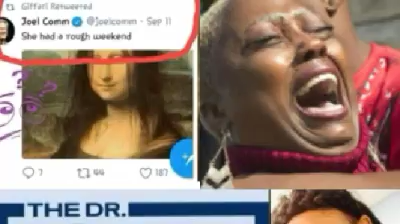 Giffari Retweeted
Joel Comm @joelcomm · Sep 11
She had a rough weekend
7 44 187
THE DR.